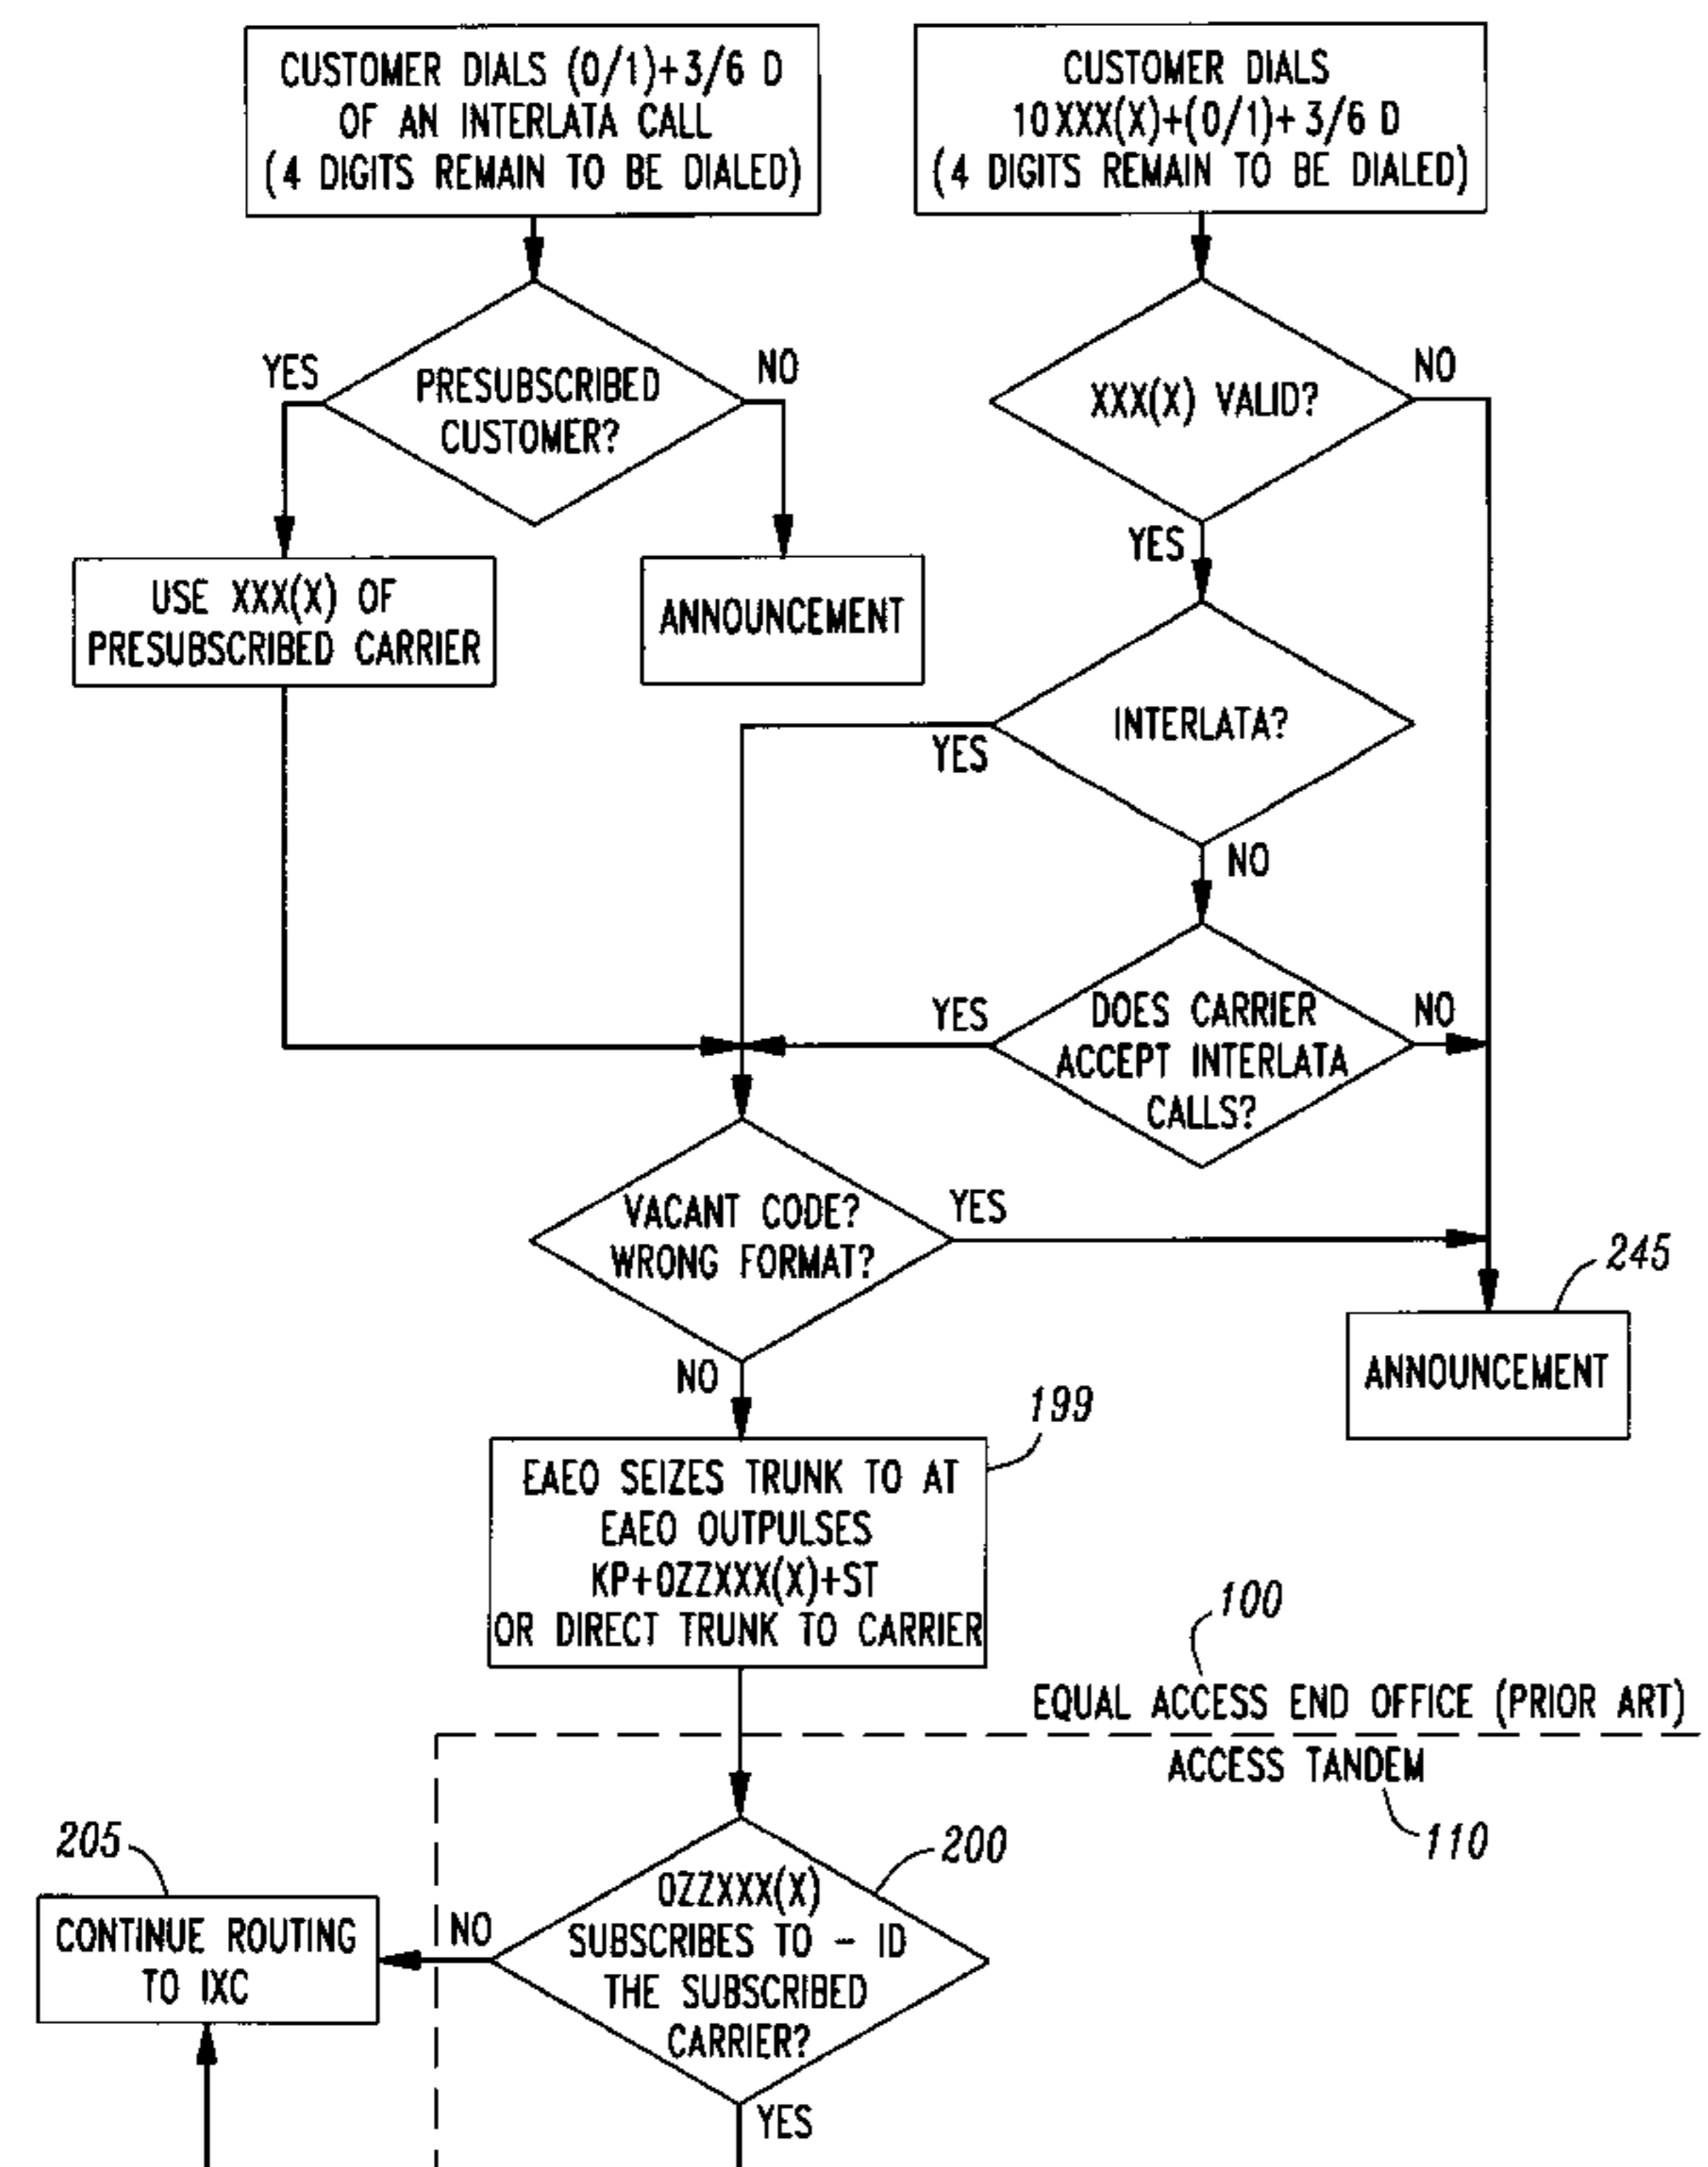 CUSTOMER DIALS (0/1)+3/6 D
OF AN INTERLATA CALL
(4 DIGITS REMAIN TO BE DIALED)
CUSTOMER DIALS
10XXX(X)+(0/1)+3/6 D
(4 DIGITS REMAIN TO BE DIALED)
YES
PRESUBSCRIBED
CUSTOMER?
NO
XXX(X) VALID?
NO
YES
USE XXX(X) OF
PRESUBSCRIBED CARRIER
ANNOUNCEMENT
INTERLATA?
YES
NO
YES
DOES CARRIER
ACCEPT INTERLATA
CALLS?
NO
VACANT CODE?
WRONG FORMAT?
YES
NO
245
ANNOUNCEMENT
199
EAEO SEIZES TRUNK TO AT
EAEO OUTPULSES
KP+0ZZXXX(X)+ST
OR DIRECT TRUNK TO CARRIER
100
EQUAL ACCESS END OFFICE (PRIOR ART)
ACCESS TANDEM
110
205
CONTINUE ROUTING
TO IXC
NO
200
0ZZXXX(X)
SUBSCRIBES TO - ID
THE SUBSCRIBED
CARRIER?
YES